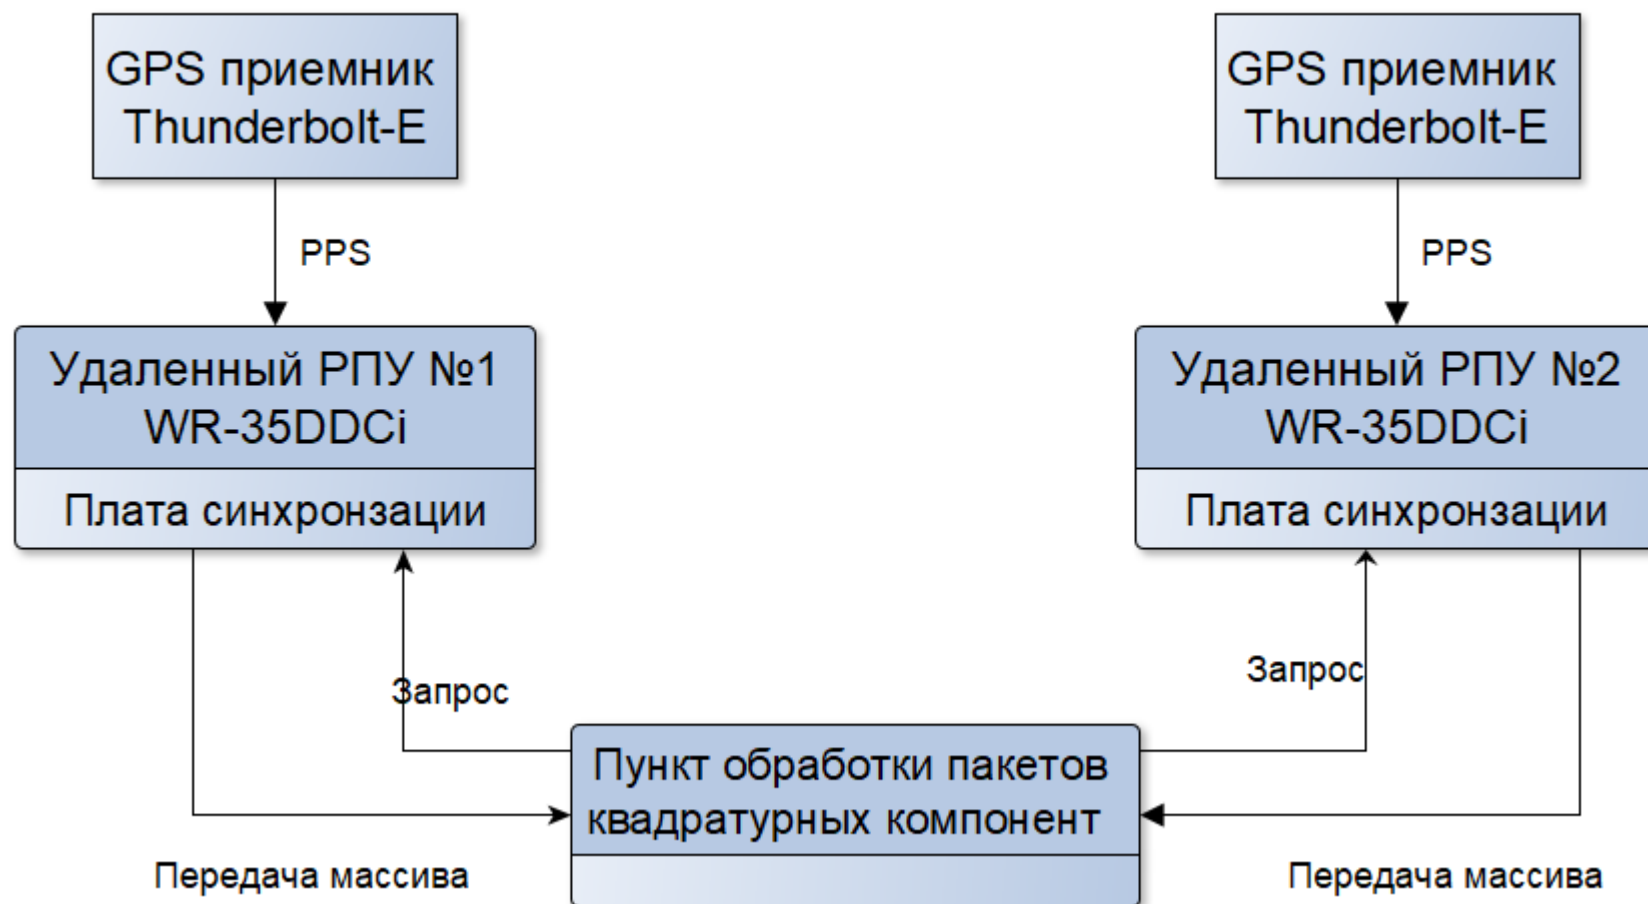 GPS приемник
Thunderbolt-E
GPS приемник
Thunderbolt-E
PPS
PPS
Удаленный РПУ №1
WR-35DDCi
Удаленный РПУ №2
WR-35DDCi
Плата синхронзации
Плата синхронзации
Запрос
Запрос
Пункт обработки пакетов
квадратурных компонент
Передача массива
Передача массива